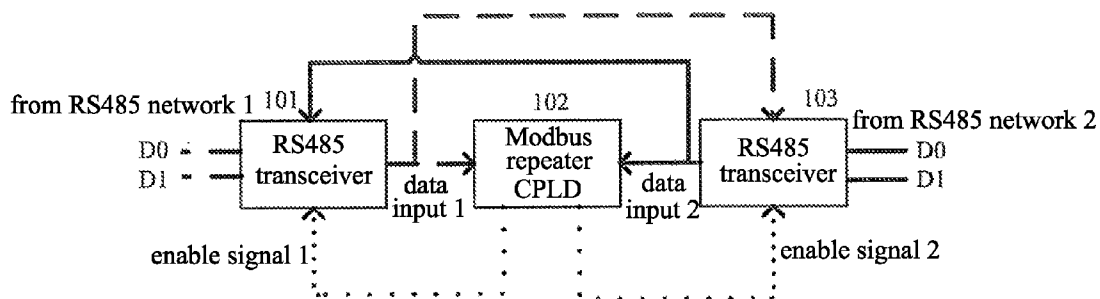 from RS485 network 1
101
102
103
from RS485 network 2
D0
D1
RS485
transceiver
data
input 1
Modbus
repeater
CPLD
data
input 2
RS485
transceiver
D0
D1
enable signal 1
enable signal 2